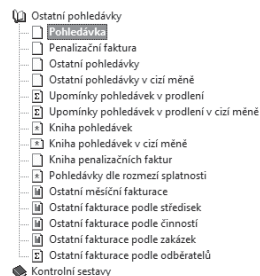 Ostatní pohledávky
Pohledávka
Penalizační faktura
Ostatní pohledávky
Ostatní pohledávky v cizí měně
Upomínky pohledávek v prodlení
Upomínky pohledávek v prodlení v cizí měně
Kniha pohledávek
Kniha pohledávek v cizí měně
Kniha penalizačních faktur
Pohledávky dle rozmezí splatnosti
Ostatní měsíční fakturace
Ostatní fakturace podle středisek
Ostatní fakturace podle činností
Ostatní fakturace podle zakázek
Ostatní fakturace podle odběratelů
Kontrolní sestavy